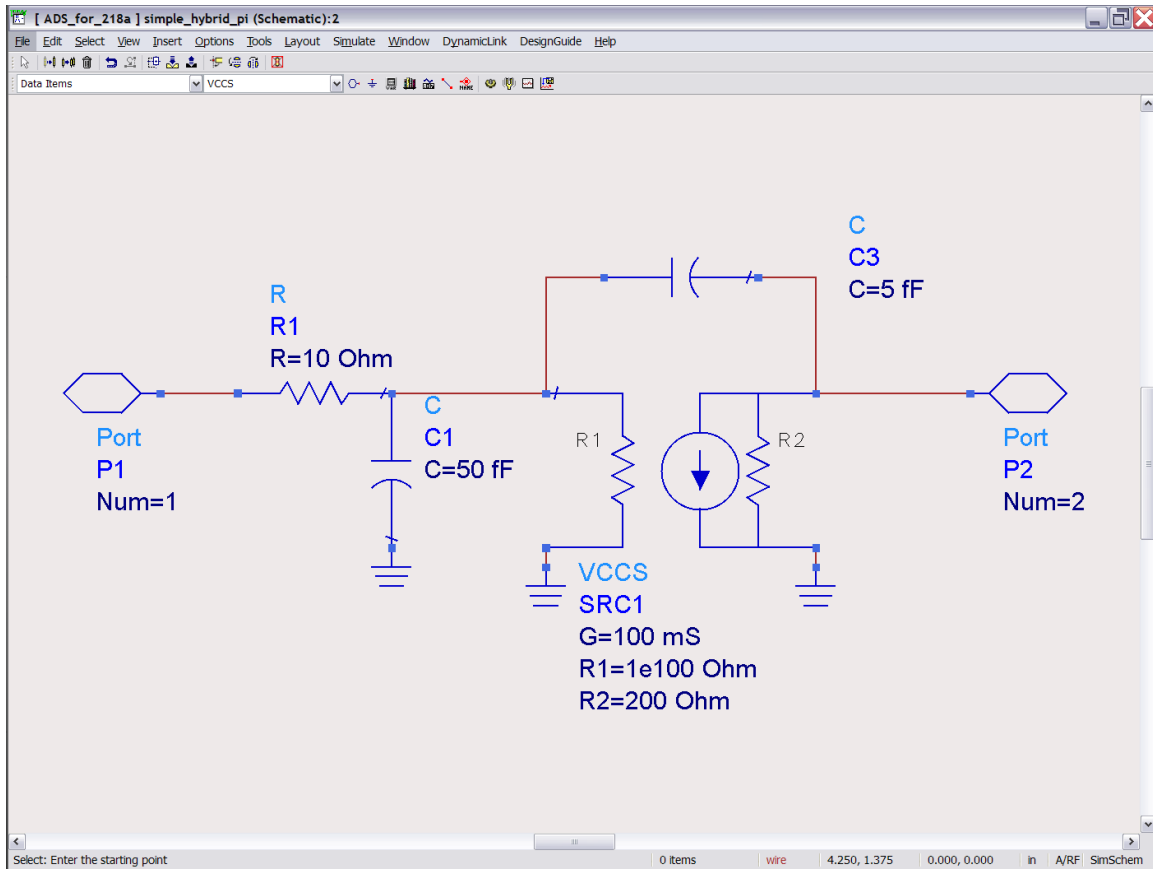 [ ADS_for_218a ] simple_hybrid_pi (Schematic):2
File Edit Select View Insert Options Tools Layout Simulate Window DynamicLink DesignGuide Help
Data Items VCCS
C
C3
C=5 fF
R
R1
R=10 Ohm
C
C1
C=50 fF
R1
R2
Port
P1
Num=1
Port
P2
Num=2
VCCS
SRC1
G=100 mS
R1=1e100 Ohm
R2=200 Ohm
Select: Enter the starting point 0 items wire 4.250, 1.375 0.000, 0.000 in A/RF SimSchem